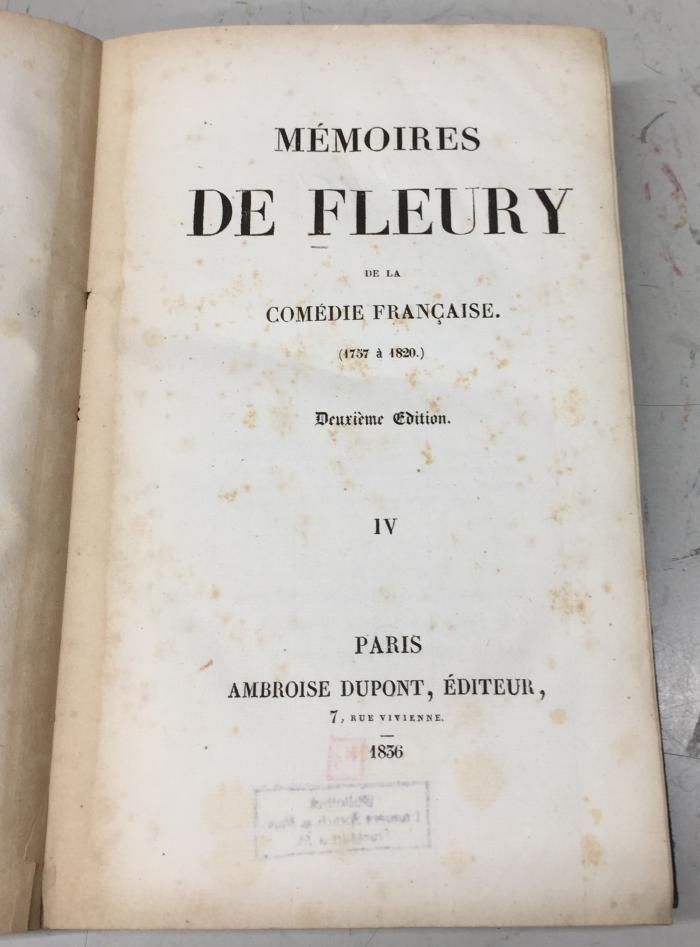 MÉMOIRES
DE FLEURY
DE LA
COMÉDIE FRANÇAISE.
(1757 à 1820.)
Deuxième Edition.
IV
PARIS
AMBROISE DUPONT, ÉDITEUR,
7, RUE VIVIENNE.
1836